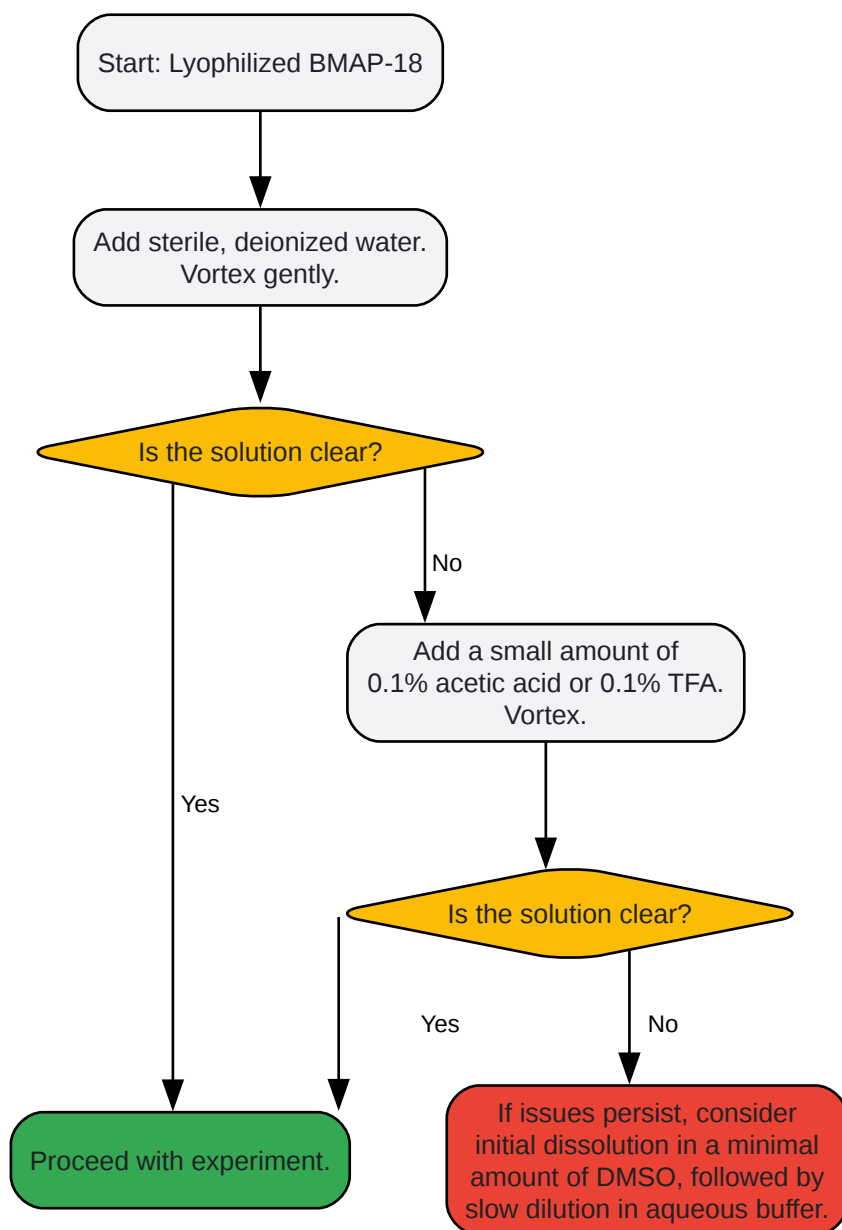 Start: Lyophilized BMAP-18
Add sterile, deionized water.
Vortex gently.
Is the solution clear?
No
Add a small amount of
0.1% acetic acid or 0.1% TFA.
Vortex.
Yes
Is the solution clear?
Yes
No
Proceed with experiment.
If issues persist, consider
initial dissolution in a minimal
amount of DMSO, followed by
slow dilution in aqueous buffer.